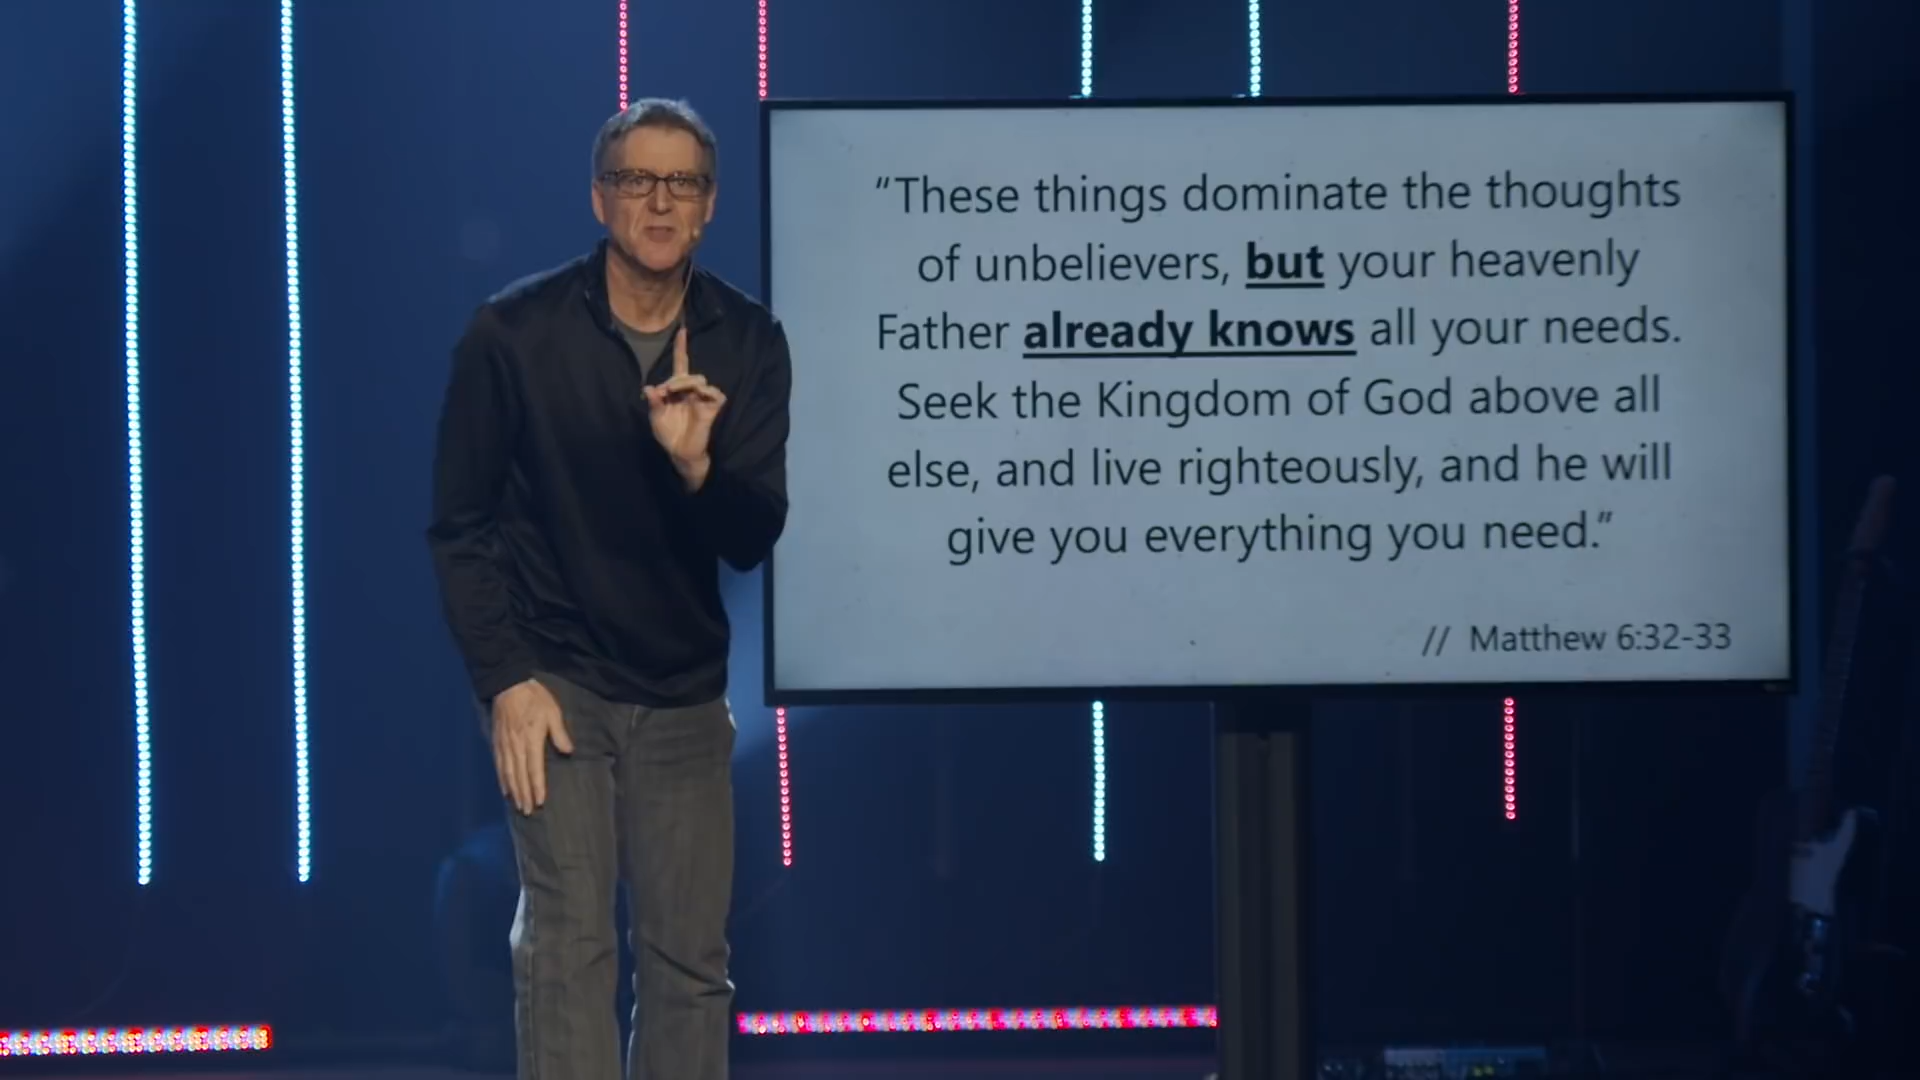 “These things dominate the thoughts
of unbelievers, but your heavenly
Father already knows all your needs.
Seek the Kingdom of God above all
else, and live righteously, and he will
give you everything you need.”
// Matthew 6:32-33